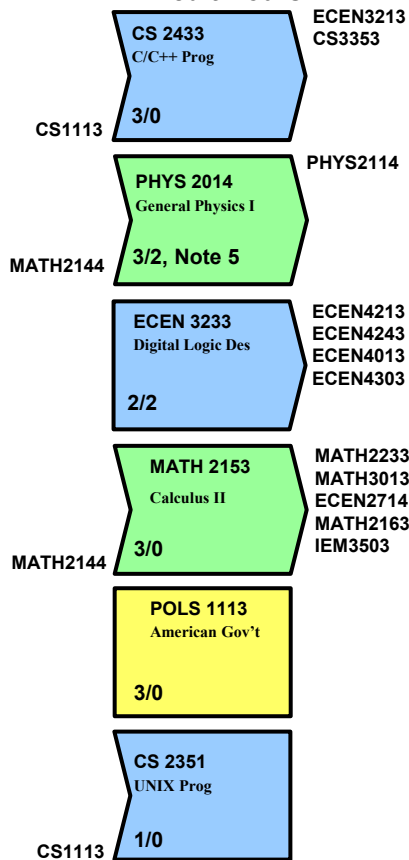 ECEN3213
CS3353
CS 2433
C/C++ Prog
3/0
CS1113
PHYS2114
PHYS 2014
General Physics I
3/2, Note 5
MATH2144
ECEN 3233
Digital Logic Des
2/2
ECEN4213
ECEN4243
ECEN4013
ECEN4303
MATH 2153
Calculus II
3/0
MATH2144
MATH2233
MATH3013
ECEN2714
MATH2163
IEM3503
POLS 1113
American Gov't
3/0
CS 2351
UNIX Prog
1/0
CS1113